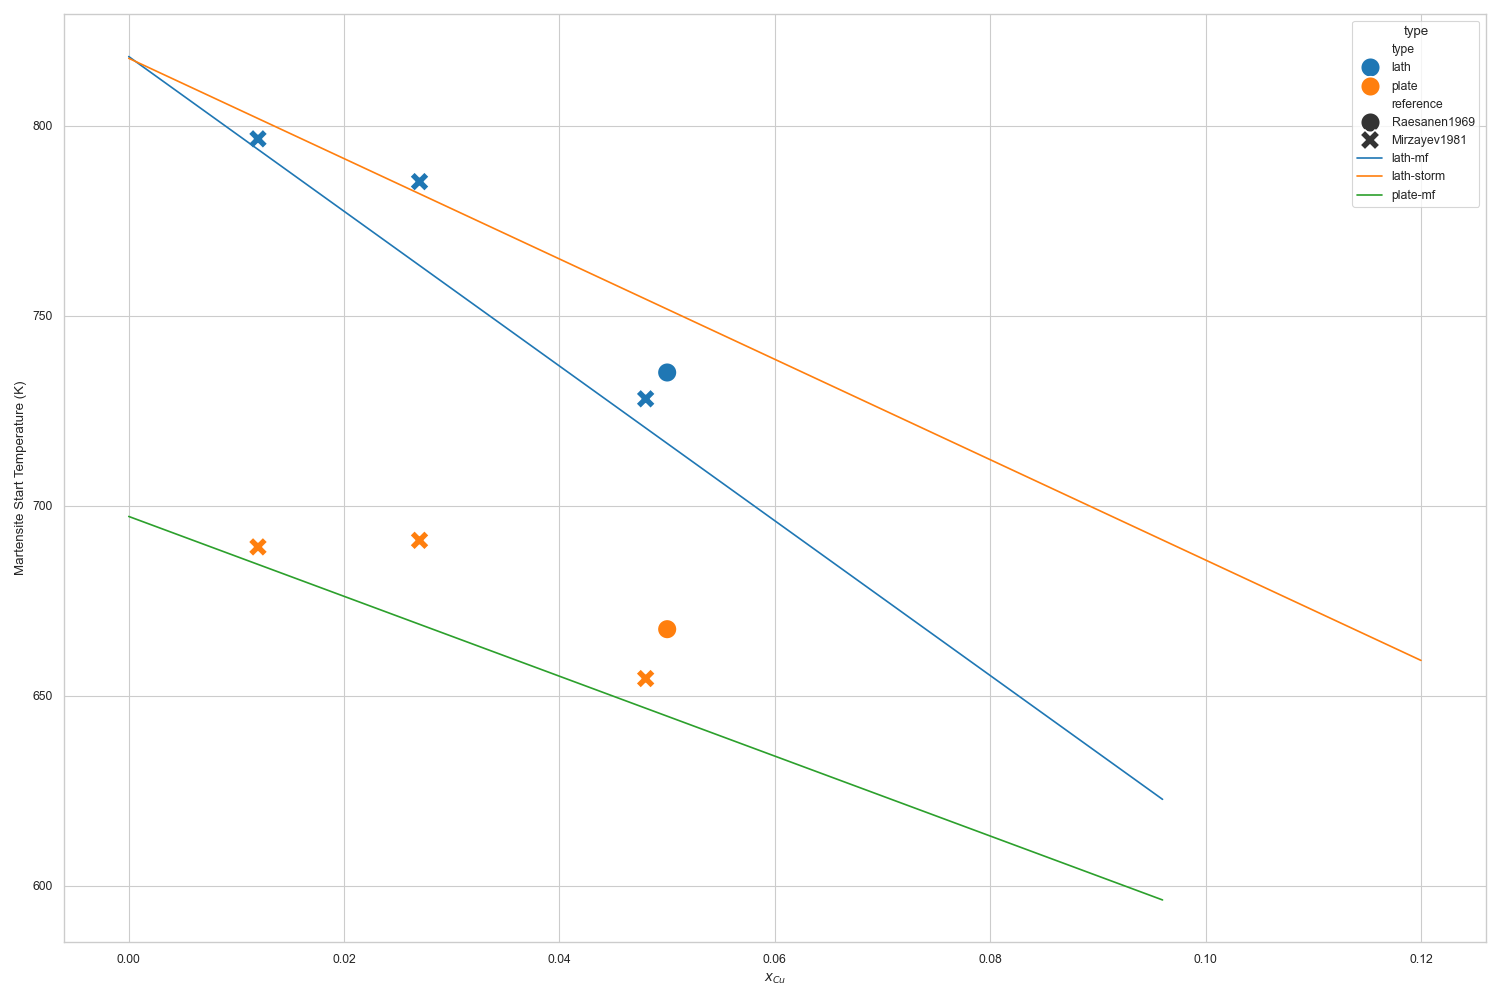 type
type
lath
plate
reference
Raesanen1969
Mirzayev1981
lath-mf
lath-storm
plate-mf
Martensite Start Temperature (K)
800
750
700
650
600
0.00 0.02 0.04 0.06 0.08 0.10 0.12
x_Cu